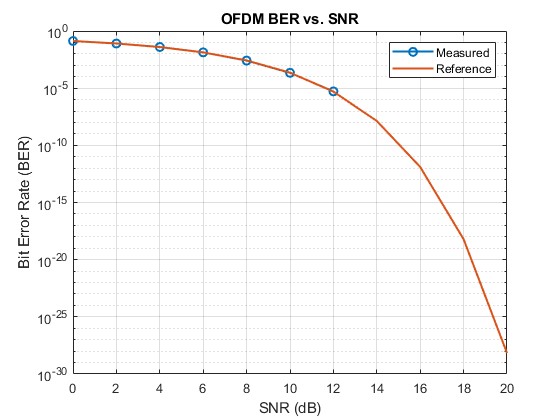 OFDM BER vs. SNR
Measured
Reference
Bit Error Rate (BER)
10^0
10^-5
10^-10
10^-15
10^-20
10^-25
10^-30
0 2 4 6 8 10 12 14 16 18 20
SNR (dB)